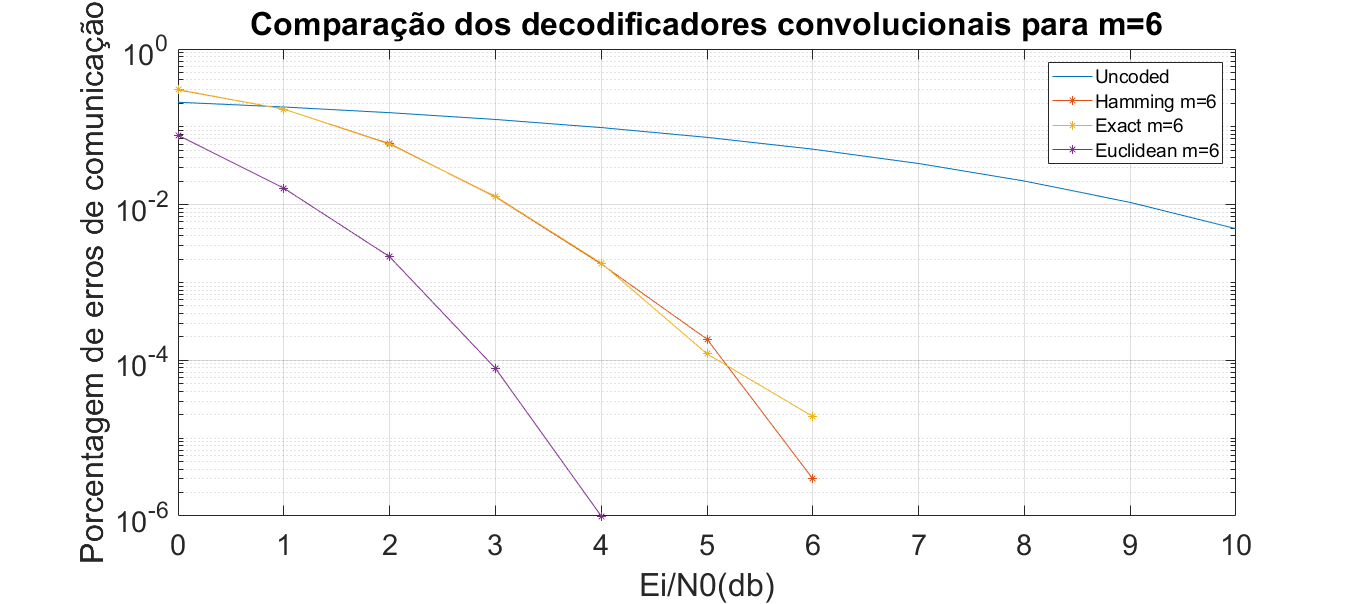 Comparação dos decodificadores convolucionais para m=6
Porcentagem de erros de comunicação
10^0
10^-2
10^-4
10^-6
0 1 2 3 4 5 6 7 8 9 10
Ei/N0(db)
Uncoded
Hamming m=6
Exact m=6
Euclidean m=6